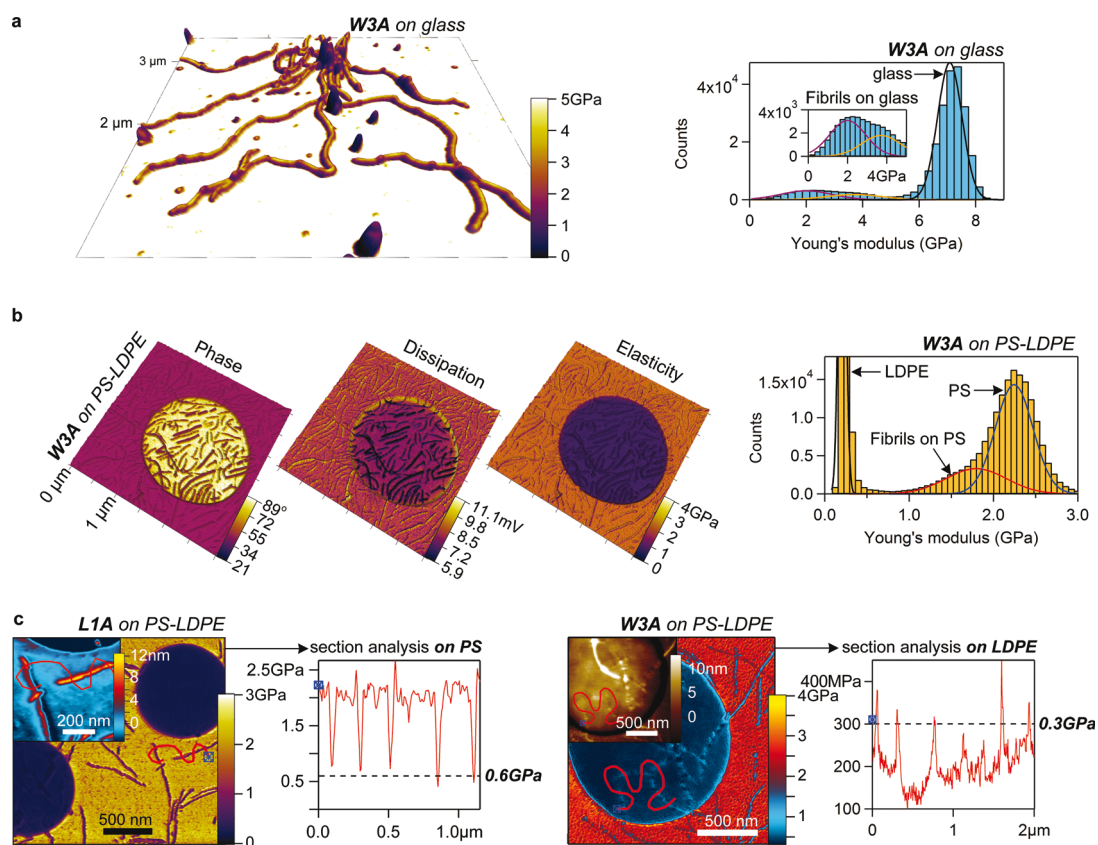 a
W3A on glass
3 µm
2 µm
5GPa
4
3
2
1
0
W3A on glass
glass
Fibrils on glass
4x10⁴
2
0
Counts
4x10³
2
0
0 2 4GPa
0 2 4 6 8
Young's modulus (GPa)
b
W3A on PS-LDPE
Phase
Dissipation
Elasticity
0 µm
1 µm
89º
72
55
34
21
11.1mV
9.8
8.5
7.2
5.9
4GPa
3
2
1
0
W3A on PS-LDPE
LDPE
PS
Fibrils on PS
1.5x10⁴
1.0
0.5
0.0
Counts
0.0 1.0 2.0 3.0
Young's modulus (GPa)
c
L1A on PS-LDPE
12nm
8
4
0
200 nm
500 nm
3GPa
2
1
0
section analysis on PS
2.5GPa
1.5
0.5
0.6GPa
0.0 0.5 1.0µm
W3A on PS-LDPE
10nm
5
0
500 nm
500 nm
4GPa
3
2
1
section analysis on LDPE
400MPa
300
200
100
0.3GPa
0 1 2µm